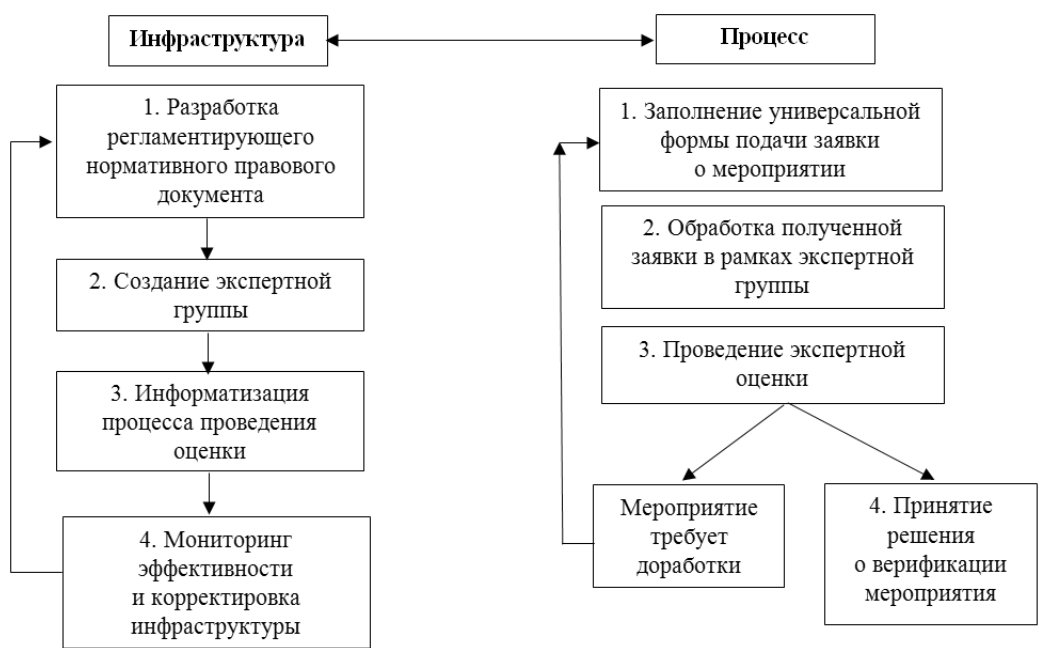 Инфраструктура
1. Разработка
регламентирующего
нормативного правового
документа
2. Создание экспертной
группы
3. Информатизация
процесса проведения
оценки
4. Мониторинг
эффективности
и корректировка
инфраструктуры
Процесс
1. Заполнение универсальной
формы подачи заявки
о мероприятии
2. Обработка полученной
заявки в рамках экспертной
группы
3. Проведение экспертной
оценки
Мероприятие
требует
доработки
4. Принятие
решения
о верификации
мероприятия